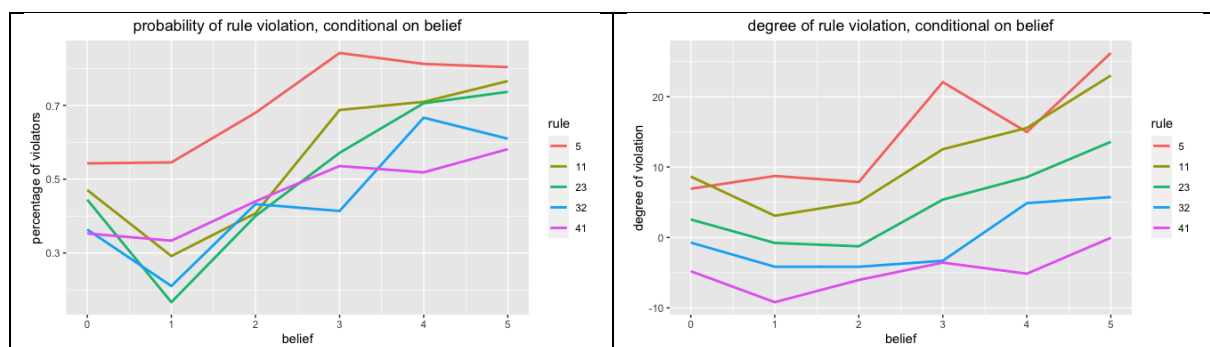 probability of rule violation, conditional on belief
percentage of violators
0.7
0.5
0.3
0 1 2 3 4 5
belief
rule
5
11
23
32
41
degree of rule violation, conditional on belief
degree of violation
20
10
0
-10
0 1 2 3 4 5
belief
rule
5
11
23
32
41